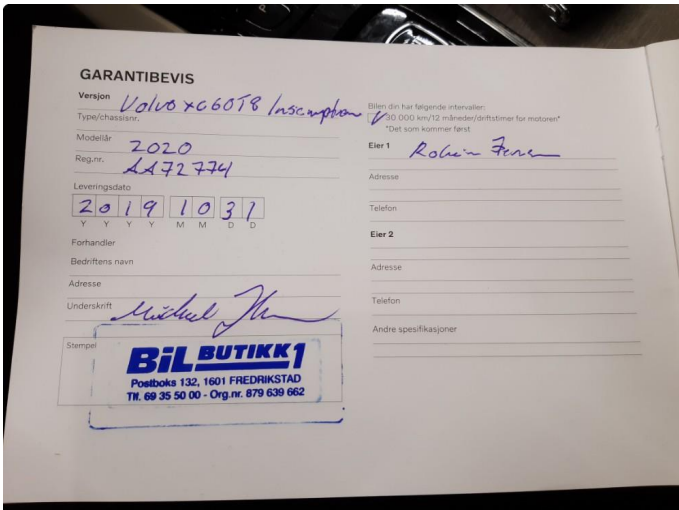 GARANTIBEVIS
Versjon Volvo XC60T8 Inscription
Type/chassisnr.
Modellår 2020
Reg.nr. AA72774
Leveringsdato
2019 10 31
Y Y Y Y M M D D
Forhandler
Bedriftens navn
Adresse
Underskrift Michael
Stempel
BiL BUTIKK1
Postboks 132, 1601 FREDRIKSTAD
Tlf. 69 35 50 00 - Org.nr. 879 639 662
Bilen din har følgende intervaller:
30 000 km/12 måneder/driftstimer for motoren*
*Det som kommer først
Eier 1 Robin
Adresse
Telefon
Eier 2
Adresse
Telefon
Andre spesifikasjoner